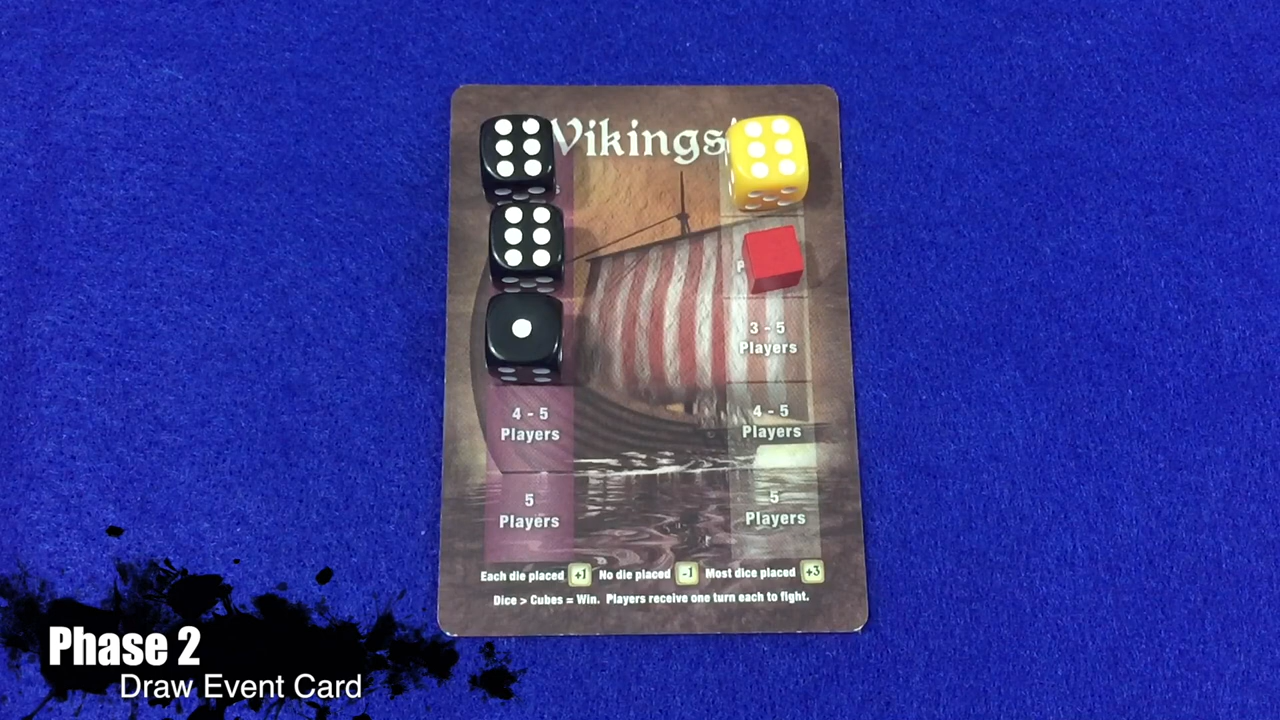 Vikings
3 - 5
Players
4 - 5
Players
4 - 5
Players
5
Players
5
Players
Each die placed +1 No die placed -1 Most dice placed +3
Dice > Cubes = Win. Players receive one turn each to fight.
Phase 2
Draw Event Card